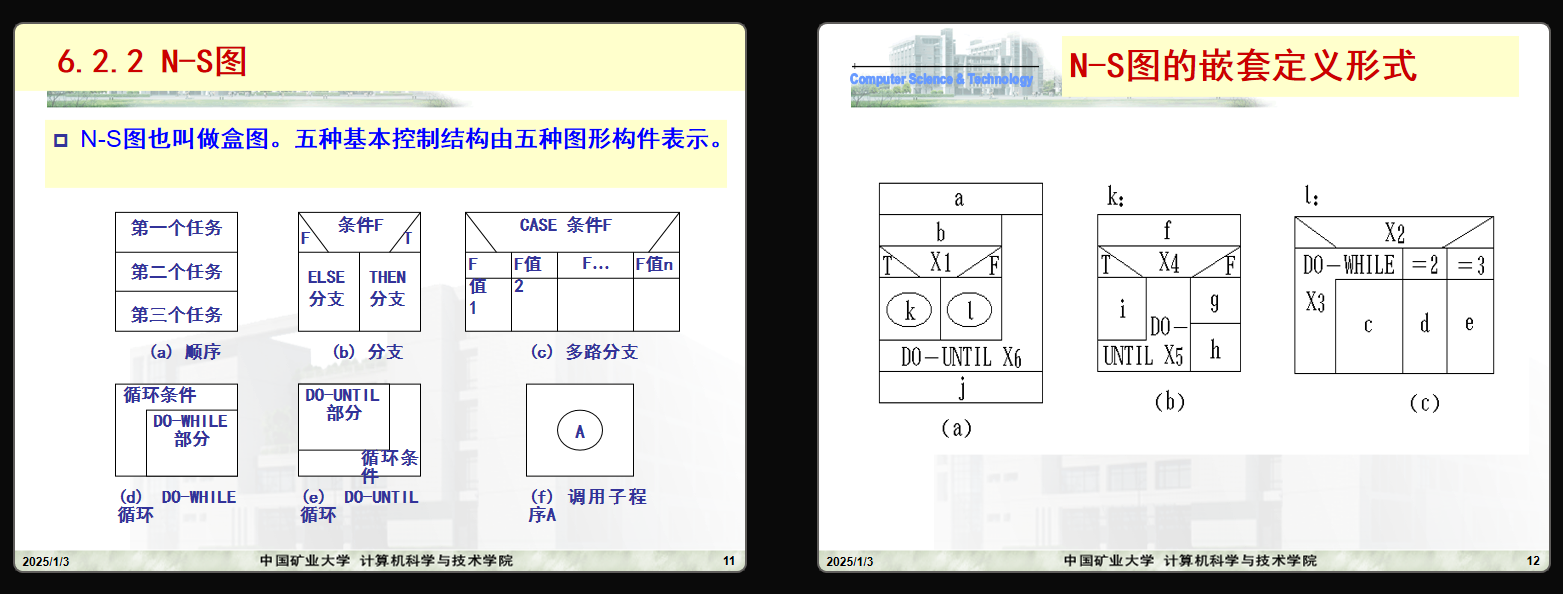 6.2.2 N-S图
N-S图也叫做盒图。五种基本控制结构由五种图形构件表示。
第一个任务
第二个任务
第三个任务
(a) 顺序
条件F
F
T
ELSE
分支
THEN
分支
(b) 分支
CASE 条件F
F
值
1
F值
2
F...
F值n
(c) 多路分支
循环条件
DO-WHILE
部分
(d) DO-WHILE
循环
DO-UNTIL
部分
循环条
件
(e) DO-UNTIL
循环
A
(f) 调用子程
序A
2025/1/3
中国矿业大学 计算机科学与技术学院
11
Computer Science & Technology
N-S图的嵌套定义形式
a
b
T
X1
F
k
l
DO-UNTIL X6
j
(a)
k:
f
T
X4
F
i
g
DO-
UNTIL X5
h
(b)
l:
X2
DO-WHILE
=2
=3
X3
c
d
e
(c)
2025/1/3
中国矿业大学 计算机科学与技术学院
12